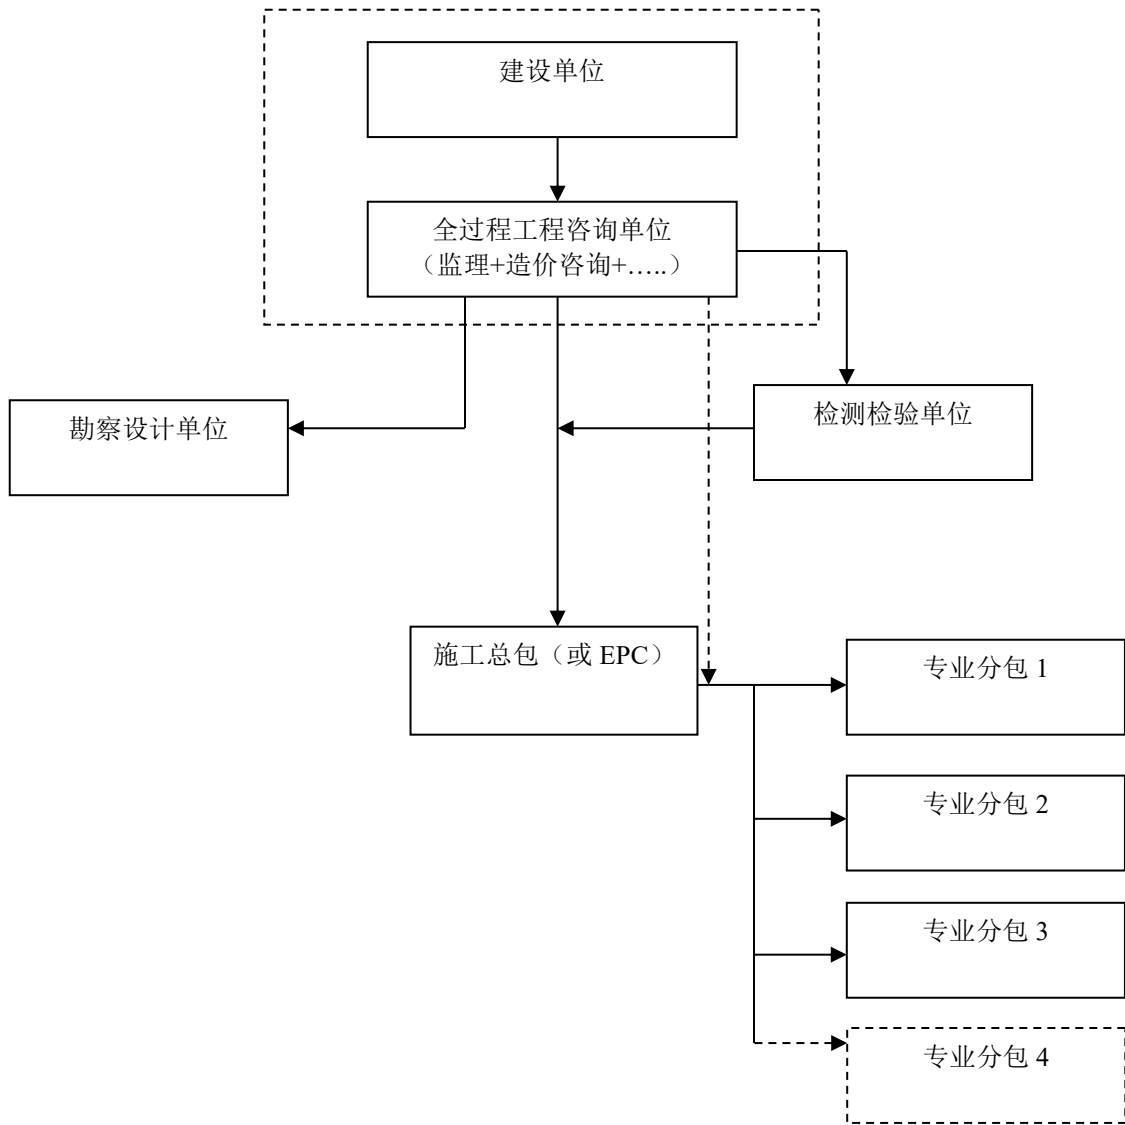 建设单位
全过程工程咨询单位
（监理+造价咨询+…..）
勘察设计单位
检测检验单位
施工总包（或 EPC）
专业分包 1
专业分包 2
专业分包 3
专业分包 4